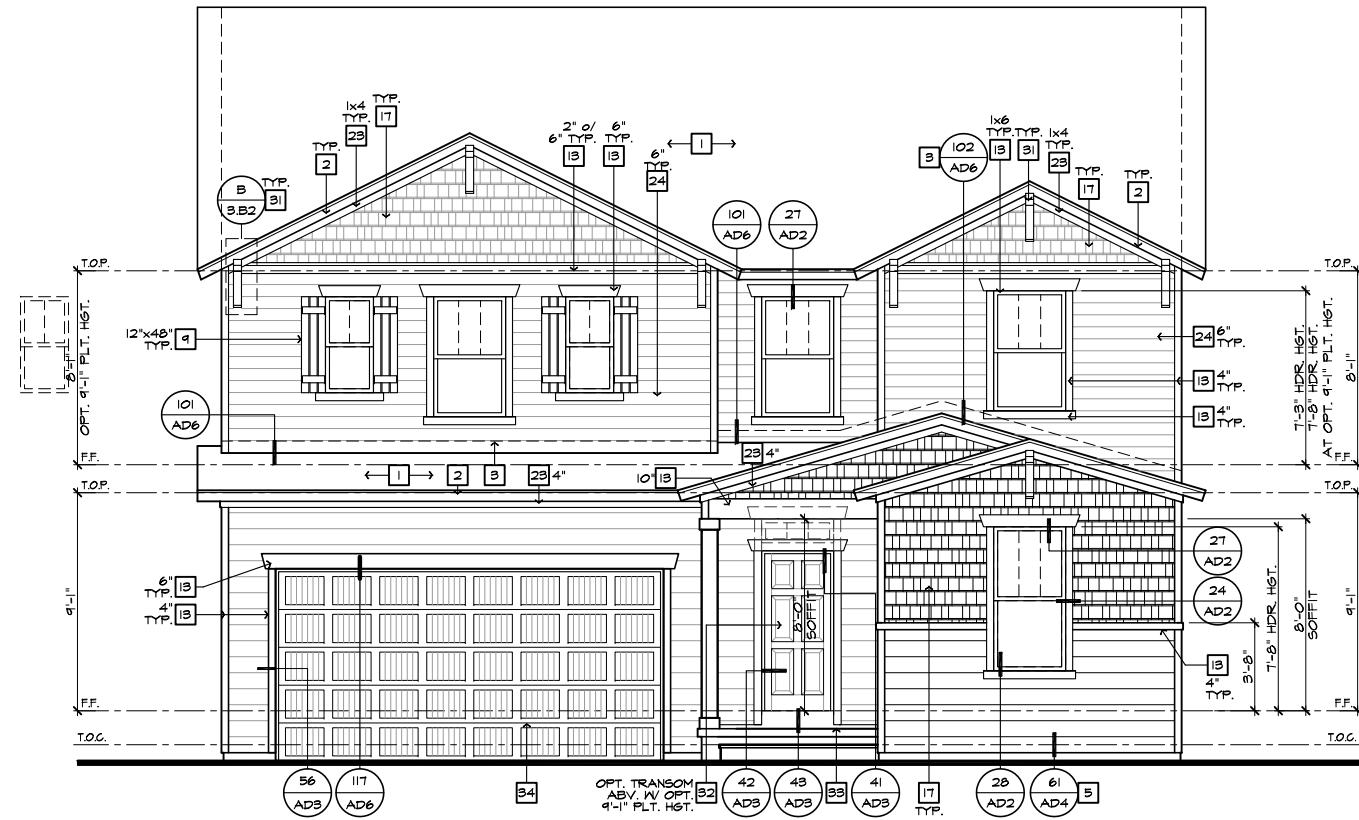 1x4
TYP.
23
TYP.
17
TYP.
2
B
3.B2
TYP.
31
2" o/
6" TYP.
13
6"
TYP.
13
1
6"
TYP.
24
101
AD6
27
AD2
3
102
AD6
1x6
TYP.
13
TYP.
31
1x4
23
TYP.
17
TYP.
2
T.O.P.
T.O.P.
8'-1"
OPT. 9'-1" PLT. HGT.
12"x48"
TYP.
9
101
AD6
24
6"
TYP.
13
4"
TYP.
13
4"
TYP.
7'-3" HDR. HGT.
7'-8" HDR. HGT.
AT OPT. 9'-1" PLT. HGT.
8'-1"
F.F.
F.F.
T.O.P.
T.O.P.
1
2
3
23 4"
23 4"
10" 13
9'-1"
6"
TYP.
13
4"
TYP.
13
8'-0"
SOFFIT
27
AD2
24
AD2
13
4"
TYP.
3'-8"
7'-8" HDR. HGT.
8'-0"
SOFFIT
9'-1"
F.F.
F.F.
T.O.C.
T.O.C.
56
AD3
117
AD6
34
OPT. TRANSOM
ABV. W/ OPT.
9'-1" PLT. HGT.
32
42
AD3
43
AD3
33
41
AD3
17
TYP.
28
AD2
61
AD4
5